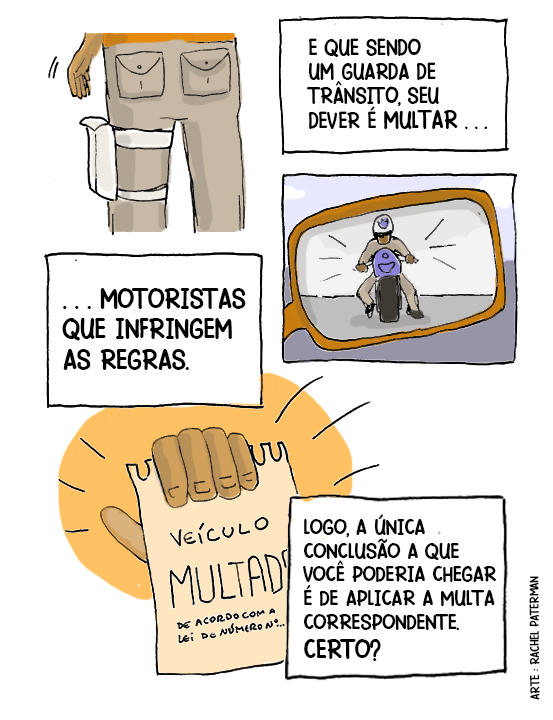 E QUE SENDO
UM GUARDA DE
TRÂNSITO, SEU
DEVER É MULTAR ...
... MOTORISTAS
QUE INFRINGEM
AS REGRAS.
VEÍCULO
MULTAD
DE ACORDO COM A
LEI DE NÚMERO Nº...
LOGO, A ÚNICA
CONCLUSÃO A QUE
VOCÊ PODERIA CHEGAR
É DE APLICAR A MULTA
CORRESPONDENTE.
CERTO?
ARTE : RACHEL PATERMAN